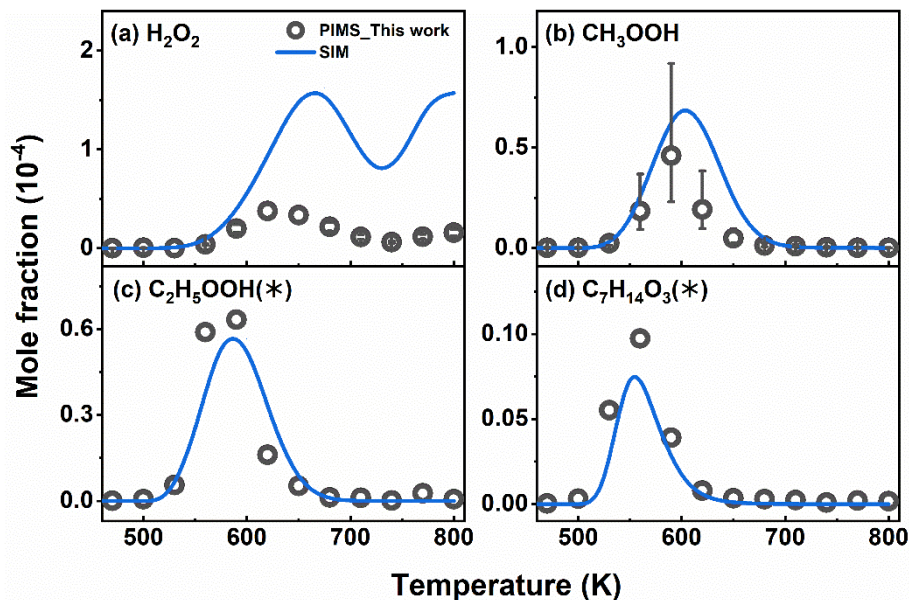 (a) H₂O₂
PIMS_This work
SIM
(b) CH₃OOH
2
1
0
1.0
0.5
0.0
Mole fraction (10⁻⁴)
(c) C₂H₅OOH(∗)
(d) C₇H₁₄O₃(∗)
0.6
0.3
0.0
0.10
0.05
0.00
500 600 700 800
500 600 700 800
Temperature (K)